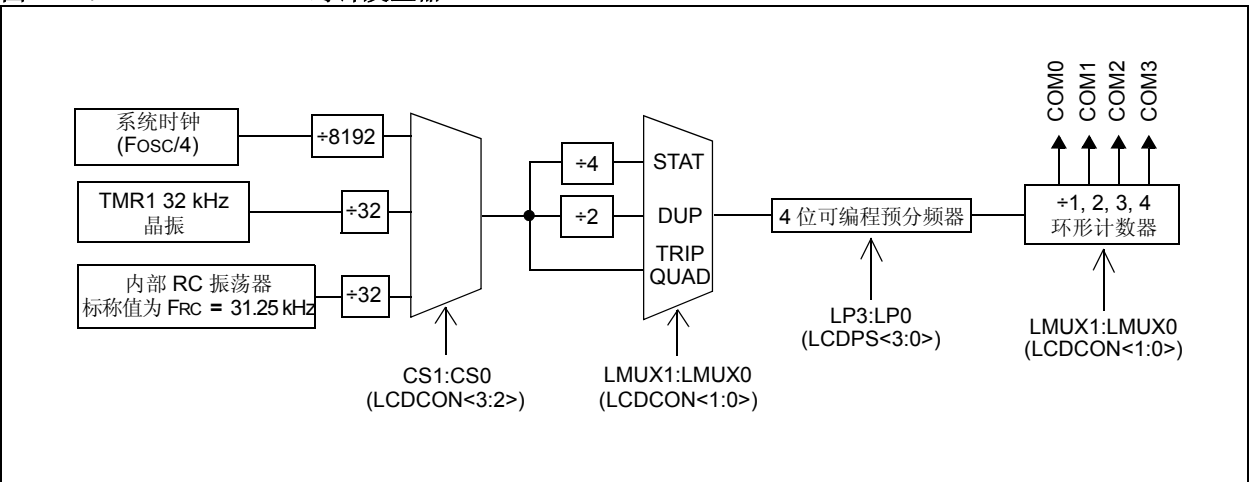 系统时钟
(FOSC/4)
÷8192
TMR1 32 kHz
晶振
÷32
内部 RC 振荡器
标称值为 FRC = 31.25 kHz
÷32
CS1:CS0
(LCDCON<3:2>)
÷4
÷2
STAT
DUP
TRIP
QUAD
LMUX1:LMUX0
(LCDCON<1:0>)
4 位可编程预分频器
LP3:LP0
(LCDPS<3:0>)
COM0
COM1
COM2
COM3
÷1, 2, 3, 4
环形计数器
LMUX1:LMUX0
(LCDCON<1:0>)